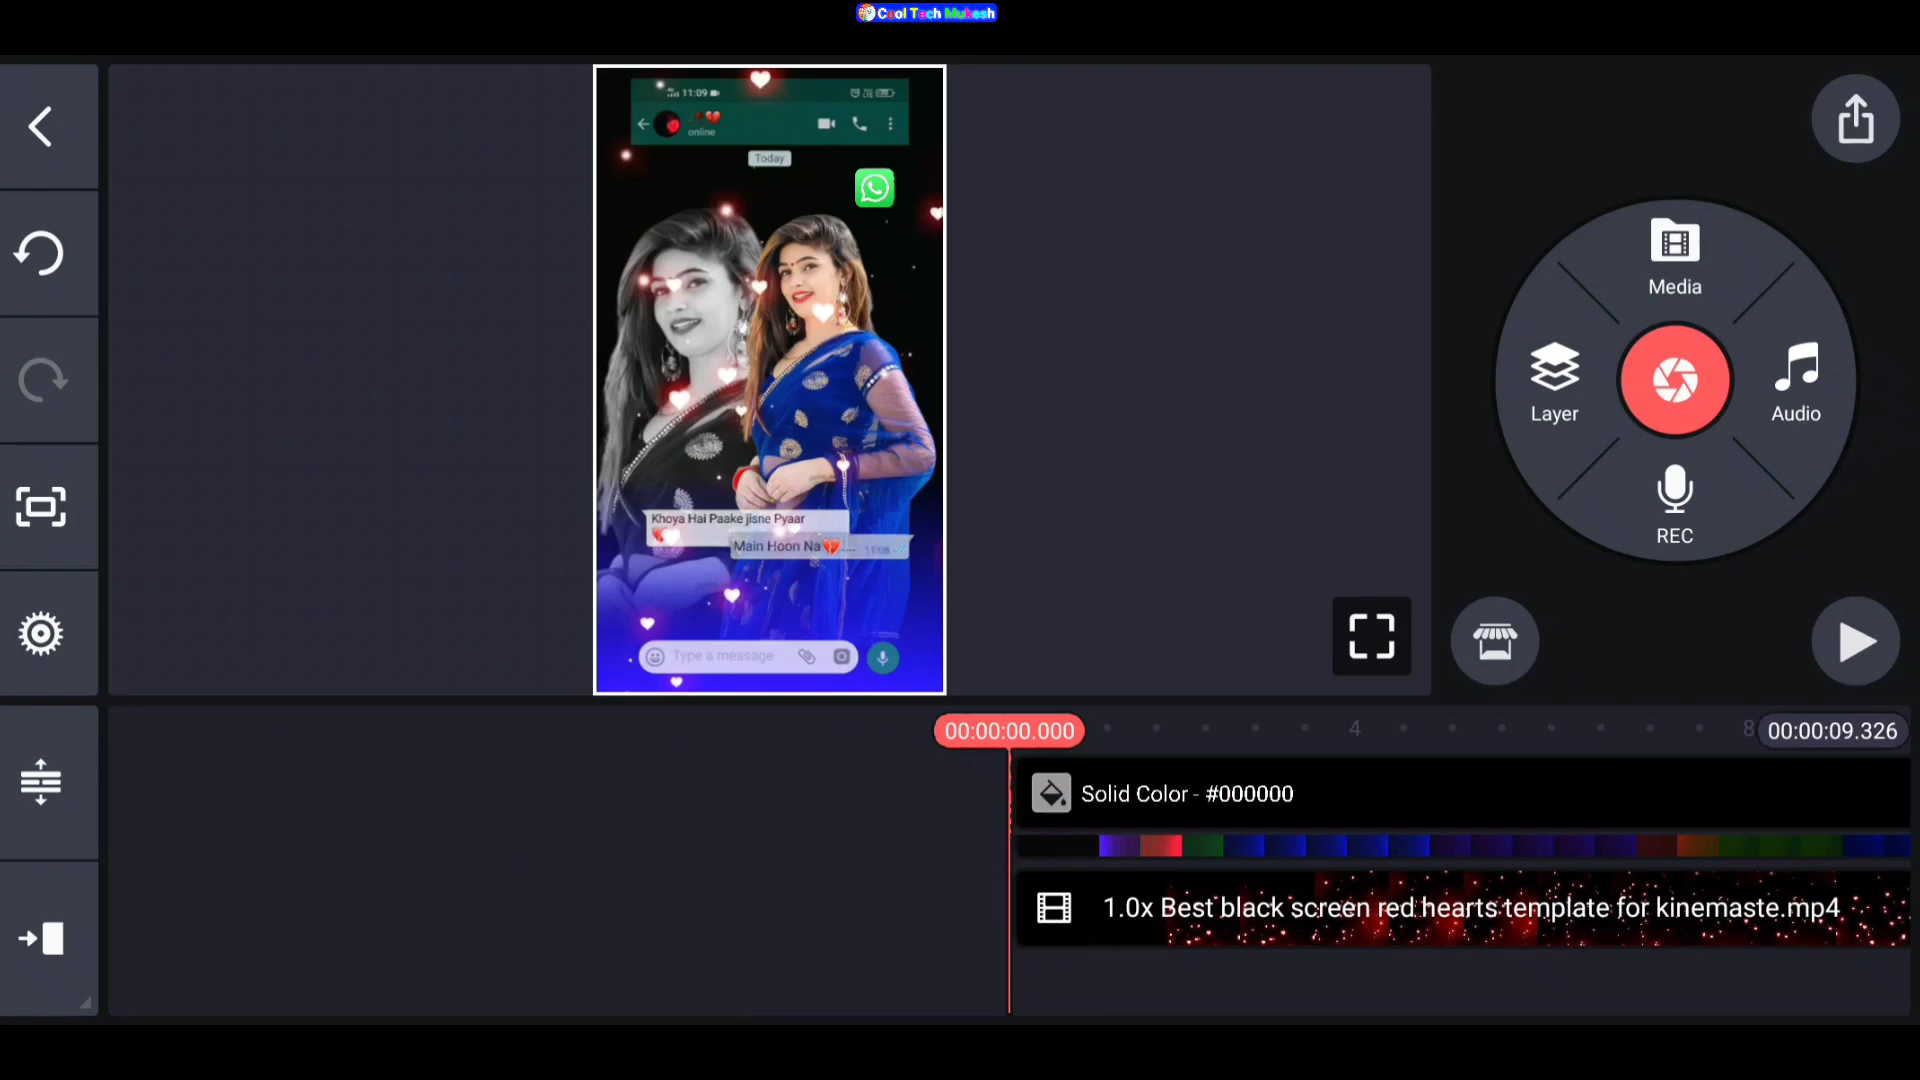 Cool Tech Mukesh
11:09
online
Today
Khoya Hai Paake jisne Pyaar
Main Hoon Na💔.... 11:08
Type a message
Media
Layer
Audio
REC
00:00:00.000
4
8
00:00:09.326
Solid Color - #000000
1.0x Best black screen red hearts template for kinemaste.mp4